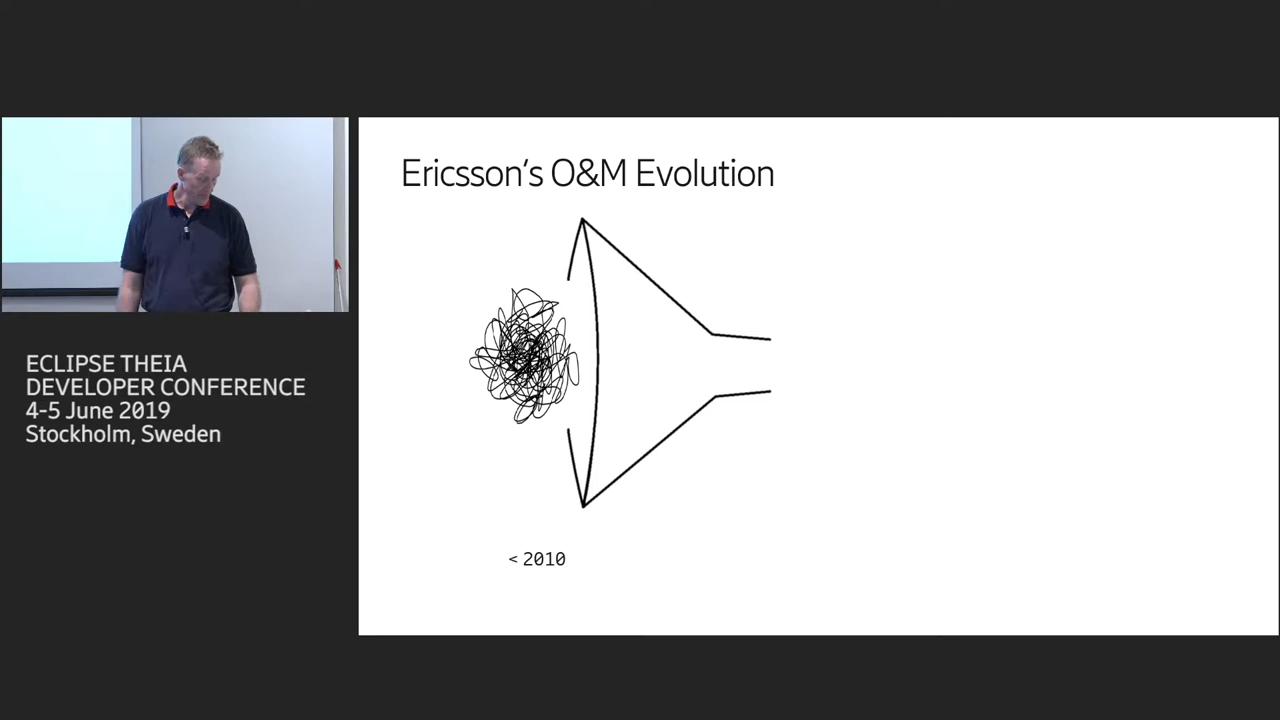 Ericsson's O&M Evolution
< 2010
ECLIPSE THEIA
DEVELOPER CONFERENCE
4-5 June 2019
Stockholm, Sweden